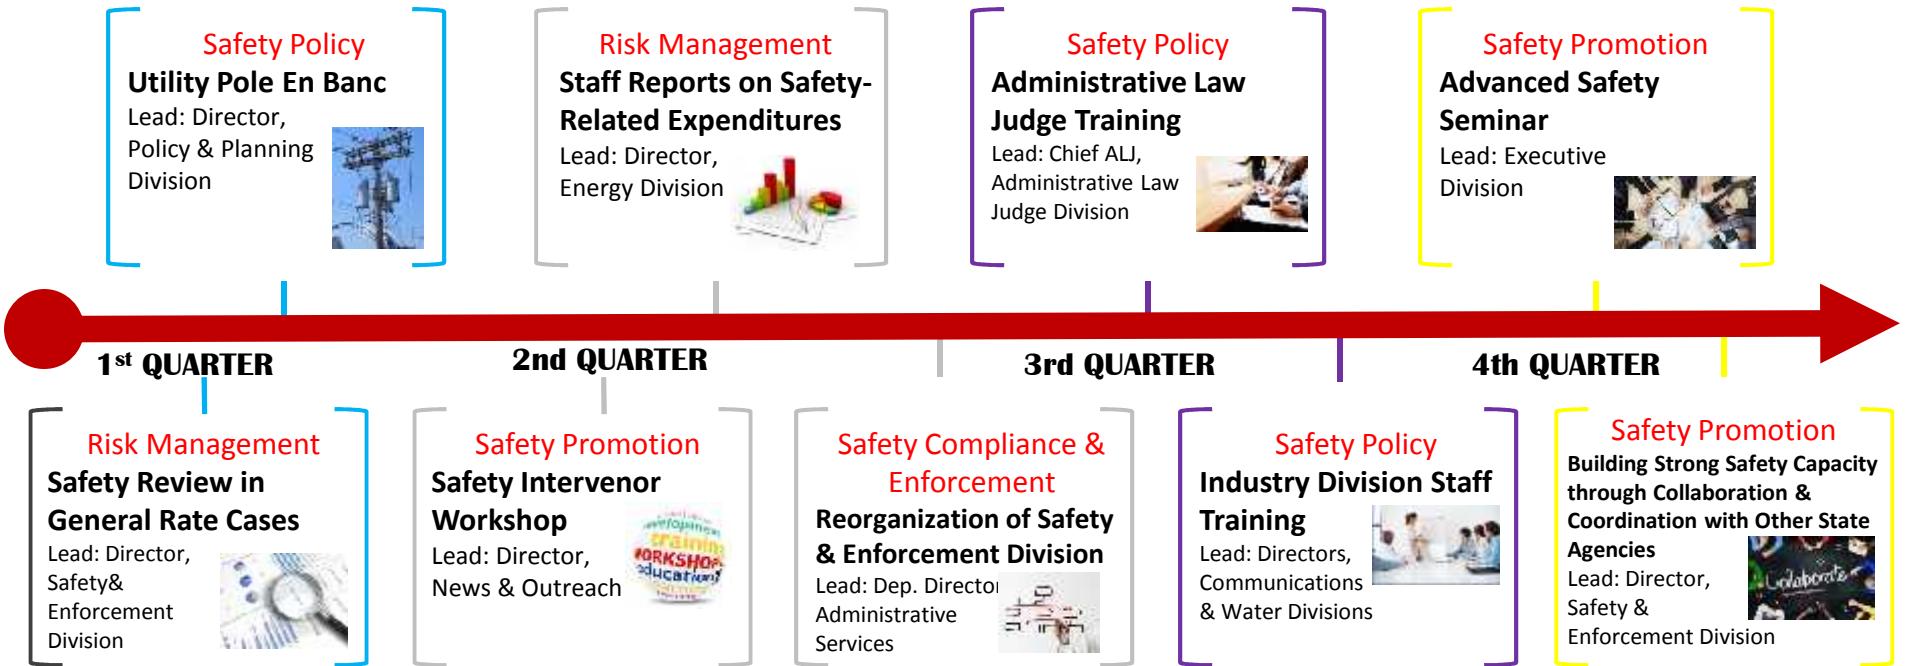 Safety Policy
Utility Pole En Banc
Lead: Director,
Policy & Planning
Division
Risk Management
Staff Reports on Safety-
Related Expenditures
Lead: Director,
Energy Division
Safety Policy
Administrative Law
Judge Training
Lead: Chief ALJ,
Administrative Law
Judge Division
Safety Promotion
Advanced Safety
Seminar
Lead: Executive
Division
1st QUARTER
2nd QUARTER
3rd QUARTER
4th QUARTER
Risk Management
Safety Review in
General Rate Cases
Lead: Director,
Safety&
Enforcement
Division
Safety Promotion
Safety Intervenor
Workshop
Lead: Director,
News & Outreach
training
WORKSHOP
education
Safety Compliance &
Enforcement
Reorganization of Safety
& Enforcement Division
Lead: Dep. Director
Administrative
Services
Safety Policy
Industry Division Staff
Training
Lead: Directors,
Communications
& Water Divisions
Safety Promotion
Building Strong Safety Capacity
through Collaboration &
Coordination with Other State
Agencies
Lead: Director,
Safety &
Enforcement Division
Collaborate